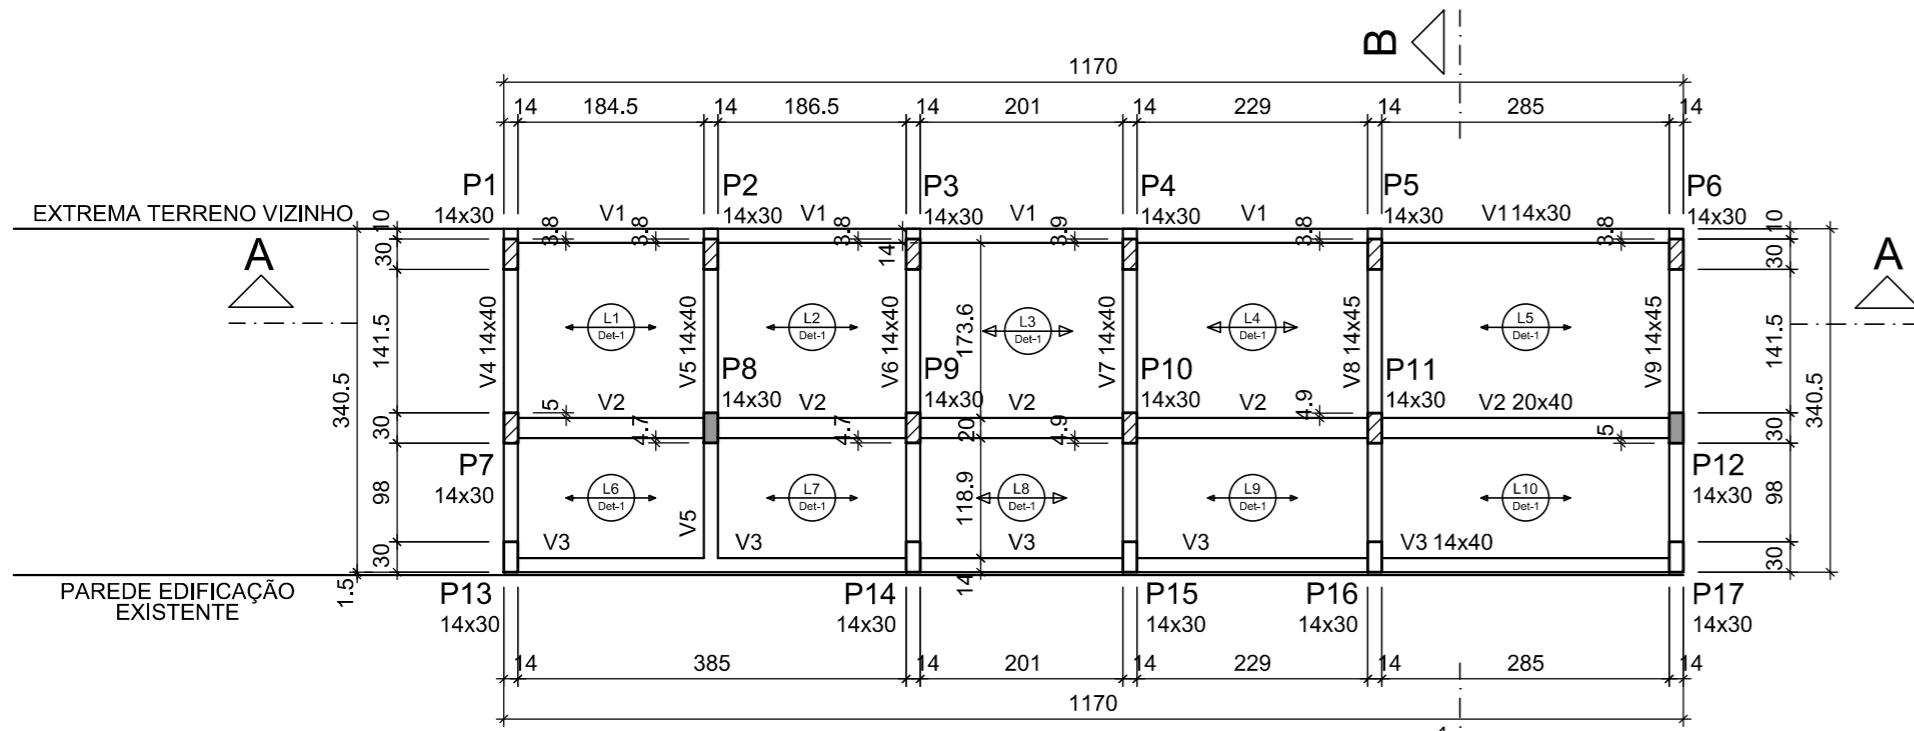 B
1170
14 184.5 14 186.5 14 201 14 229 14 285 14
P1 P2 P3 P4 P5 P6
EXTREMA TERRENO VIZINHO
14x30 V1 14x30 V1 14x30 V1 14x30 V1 14x30 V1 14x30 14x30
10 3.8 3.8 3.8 14 3.9 3.8 3.8 10
A 30 30 A
340.5 141.5 V4 14x40 V5 14x40 V6 14x40 173.6 V7 14x40 V8 14x45 V9 14x45 141.5 340.5
L1 L2 L3 L4 L5
Det-1 Det-1 Det-1 Det-1 Det-1
P8 P9 P10 P11
V2 14x30 V2 14x30 V2 14x30 V2 14x30 V2 20x40
30 5 4.7 4.7 20 4.9 4.9 5 30
P7 P12
14x30 14x30
98 118.9 98
L6 L7 L8 L9 L10
Det-1 Det-1 Det-1 Det-1 Det-1
V5
V3 V3 V3 V3 V3 14x40
30 14 30
1.5
PAREDE EDIFICAÇÃO
EXISTENTE
P13 P14 P15 P16 P17
14x30 14x30 14x30 14x30 14x30
14 385 14 201 14 229 14 285 14
1170